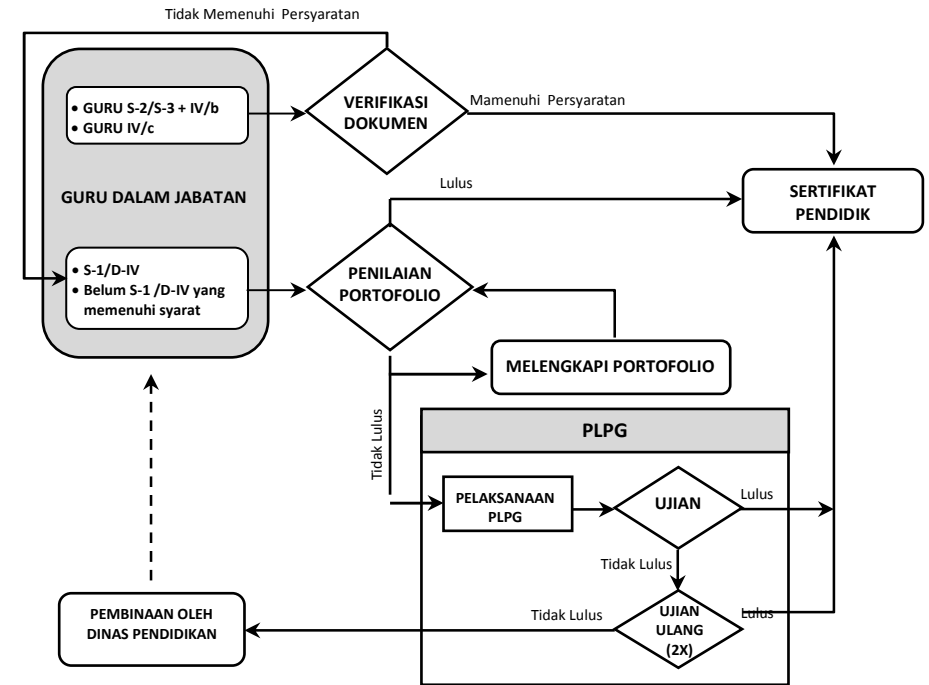 Tidak Memenuhi Persyaratan
• GURU S-2/S-3 + IV/b
• GURU IV/c
VERIFIKASI
DOKUMEN
Mamenuhi Persyaratan
GURU DALAM JABATAN
Lulus
SERTIFIKAT
PENDIDIK
• S-1/D-IV
• Belum S-1 /D-IV yang
memenuhi syarat
PENILAIAN
PORTOFOLIO
MELENGKAPI PORTOFOLIO
Tidak Lulus
PLPG
PELAKSANAAN
PLPG
UJIAN
Lulus
Tidak Lulus
PEMBINAAN OLEH
DINAS PENDIDIKAN
Tidak Lulus
UJIAN
ULANG
(2X)
Lulus